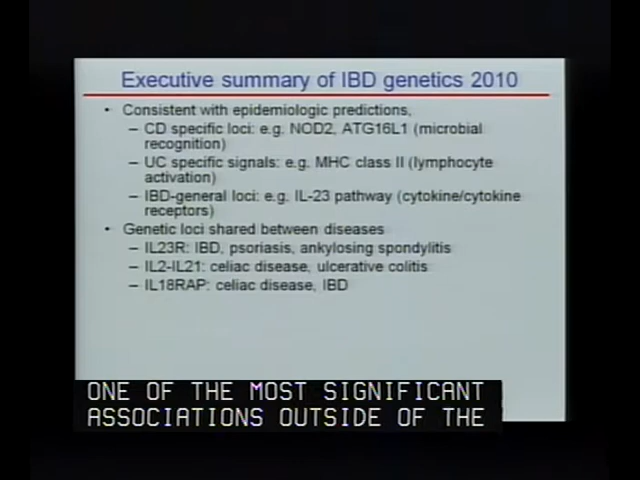 Executive summary of IBD genetics 2010
• Consistent with epidemiologic predictions,
– CD specific loci: e.g. NOD2, ATG16L1 (microbial
recognition)
– UC specific signals: e.g. MHC class II (lymphocyte
activation)
– IBD-general loci: e.g. IL-23 pathway (cytokine/cytokine
receptors)
• Genetic loci shared between diseases
– IL23R: IBD, psoriasis, ankylosing spondylitis
– IL2-IL21: celiac disease, ulcerative colitis
– IL18RAP: celiac disease, IBD
ONE OF THE MOST SIGNIFICANT
ASSOCIATIONS OUTSIDE OF THE